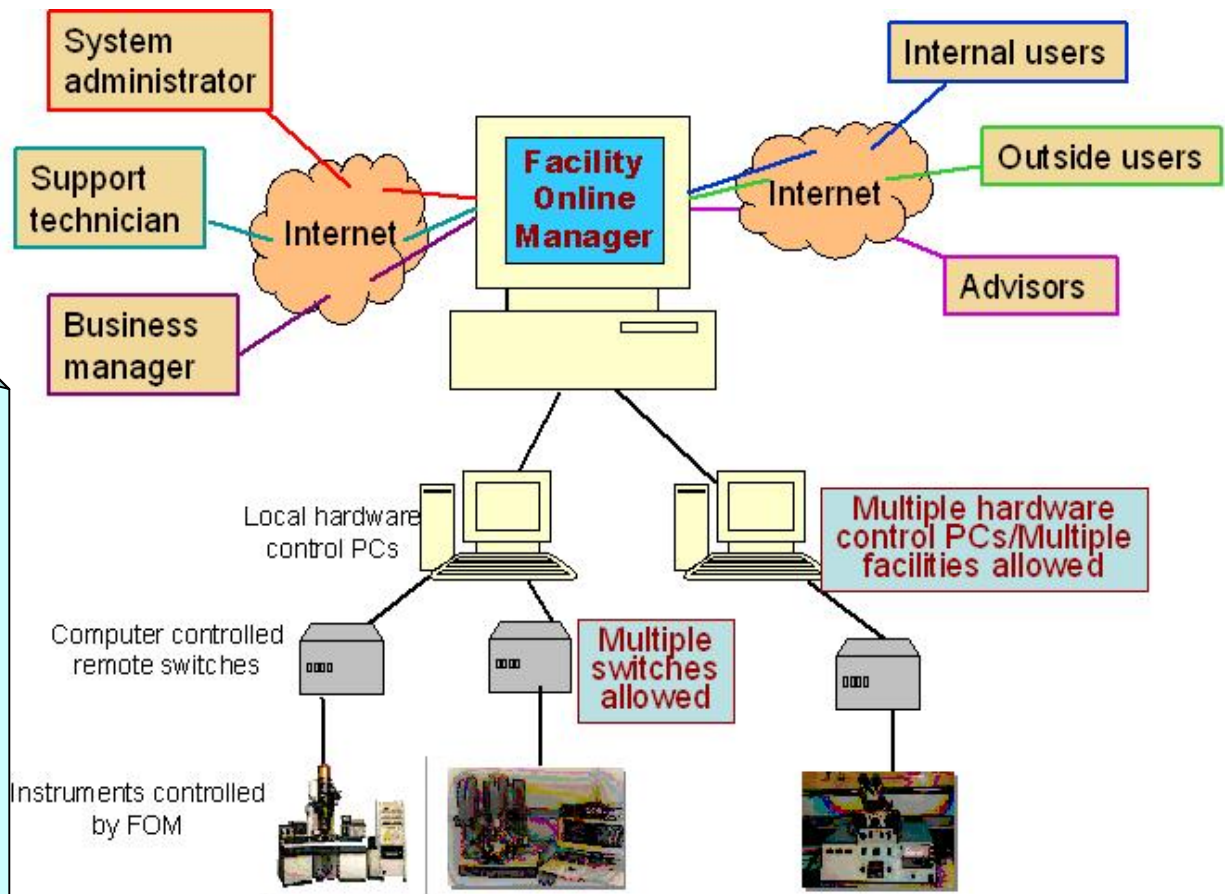 System
administrator
Support
technician
Business
manager
Internet
Facility
Online
Manager
Internet
Internal users
Outside users
Advisors
Local hardware
control PCs
Multiple hardware
control PCs/Multiple
facilities allowed
Computer controlled
remote switches
Multiple
switches
allowed
Instruments controlled
by FOM